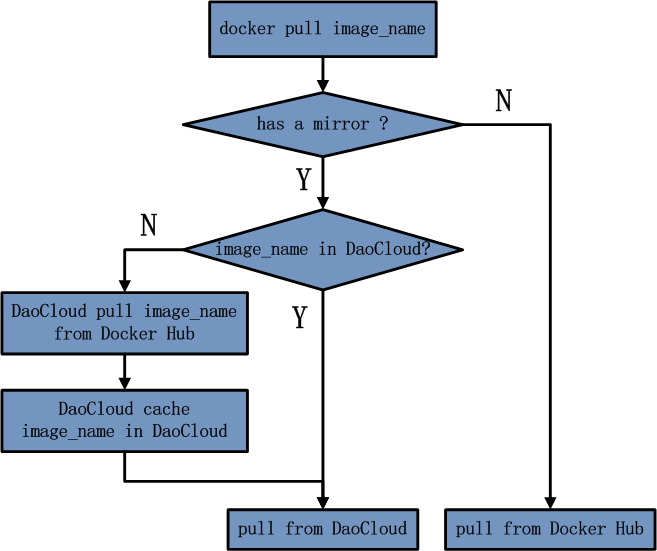 docker pull image_name
has a mirror ?
N
Y
image_name in DaoCloud?
N
Y
DaoCloud pull image_name
from Docker Hub
DaoCloud cache
image_name in DaoCloud
pull from DaoCloud
pull from Docker Hub